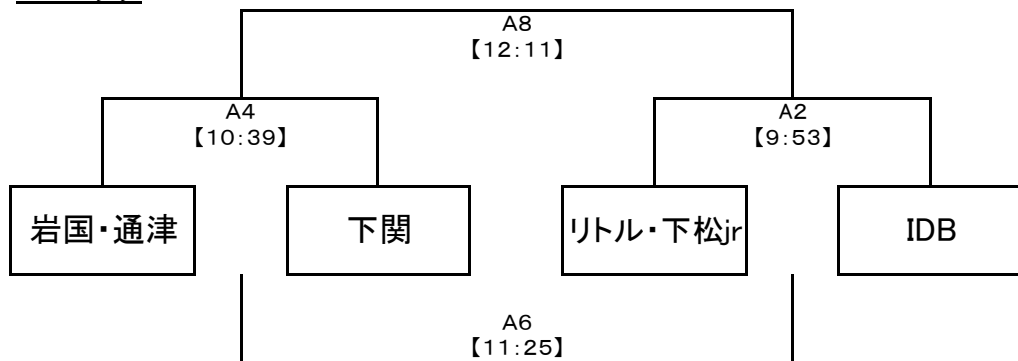 A8
【12:11】
A4
【10:39】
A2
【9:53】
岩国・通津
下関
リトル・下松jr
IDB
A6
【11:25】